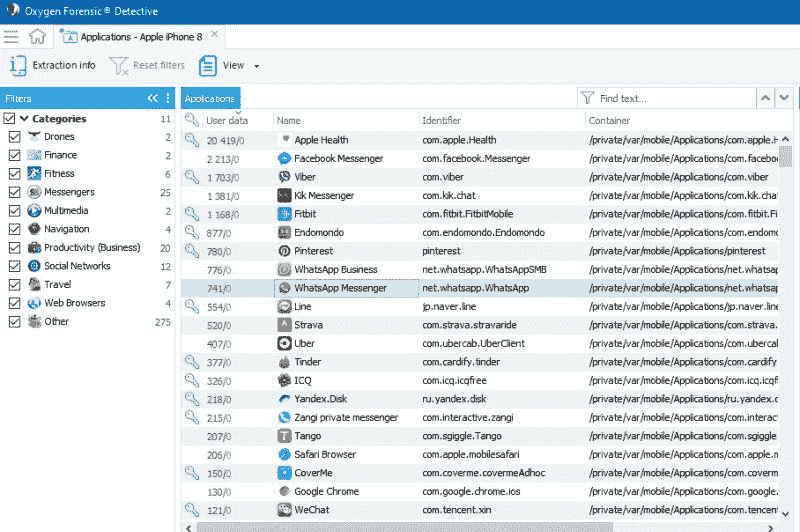 Oxygen Forensic® Detective
Applications - Apple iPhone 8
Extraction info Reset filters View
Filters
Categories 11
Drones 2
Finance 2
Fitness 6
Messengers 25
Multimedia 2
Navigation 4
Productivity (Business) 20
Social Networks 12
Travel 7
Web Browsers 4
Other 275
Applications Find text...
User data Name Identifier Container
20 419/0 Apple Health com.apple.Health /private/var/mobile/Applications/com.apple.H
2 213/0 Facebook Messenger com.facebook.Messenger /private/var/mobile/Applications/com.facebo
1 703/0 Viber com.viber /private/var/mobile/Applications/com.viber
1 381/0 Kik Messenger com.kik.chat /private/var/mobile/Applications/com.kik.cha
1 168/0 Fitbit com.fitbit.FitbitMobile /private/var/mobile/Applications/com.fitbit.Fi
877/0 Endomondo com.endomondo.Endomondo /private/var/mobile/Applications/com.endomo
780/0 Pinterest pinterest /private/var/mobile/Applications/pinterest
776/0 WhatsApp Business net.whatsapp.WhatsAppSMB /private/var/mobile/Applications/net.whatsap
741/0 WhatsApp Messenger net.whatsapp.WhatsApp /private/var/mobile/Applications/net.whatsap
554/0 Line jp.naver.line /private/var/mobile/Applications/jp.naver.line
520/0 Strava com.strava.stravaride /private/var/mobile/Applications/com.strava.
407/0 Uber com.ubercab.UberClient /private/var/mobile/Applications/com.ubercab
377/0 Tinder com.cardify.tinder /private/var/mobile/Applications/com.cardify
326/0 ICQ com.icq.icqfree /private/var/mobile/Applications/com.icq.icqf
218/0 Yandex.Disk ru.yandex.disk /private/var/mobile/Applications/ru.yandex.d
215/0 Zangi private messenger com.interactive.zangi /private/var/mobile/Applications/com.interact
207/0 Tango com.sgiggle.Tango /private/var/mobile/Applications/com.sgiggle
206/0 Safari Browser com.apple.mobilesafari /private/var/mobile/Applications/com.apple.m
150/0 CoverMe com.coverme.covermeAdhoc /private/var/mobile/Applications/com.coverme
130/0 Google Chrome com.google.chrome.ios /private/var/mobile/Applications/com.google.
121/0 WeChat com.tencent.xin /private/var/mobile/Applications/com.tencent